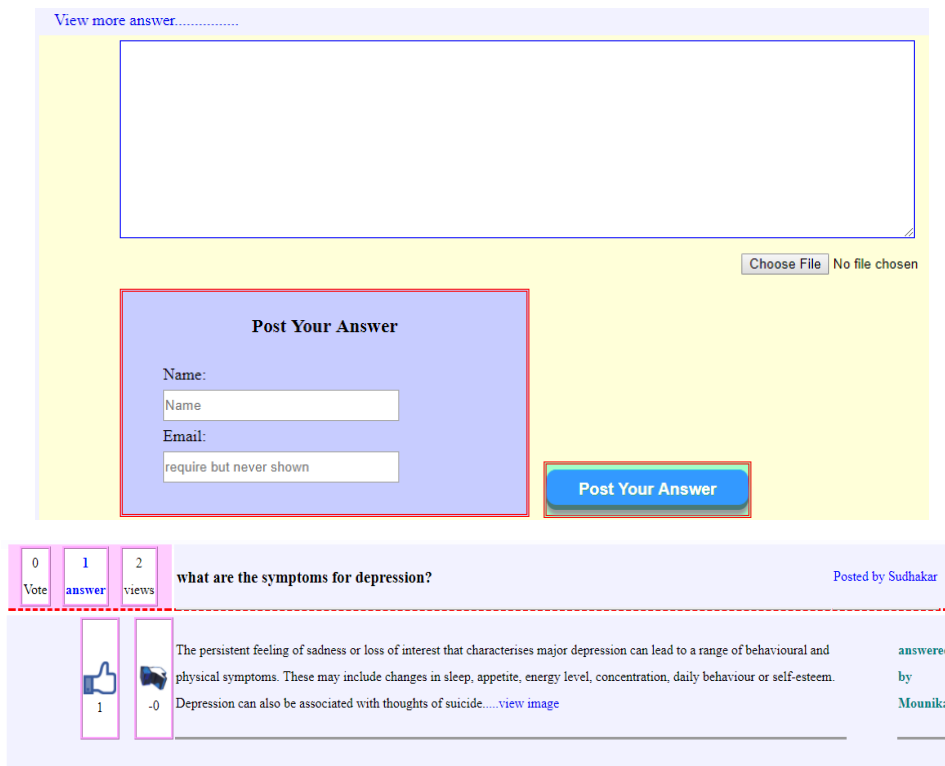 View more answer................
Choose File No file chosen
Post Your Answer
Name:
Name
Email:
require but never shown
Post Your Answer
0 1 2
Vote answer views
what are the symptoms for depression?
Posted by Sudhakar
The persistent feeling of sadness or loss of interest that characterises major depression can lead to a range of behavioural and
physical symptoms. These may include changes in sleep, appetite, energy level, concentration, daily behaviour or self-esteem.
Depression can also be associated with thoughts of suicide.....view image
1
-0
answered
by
Mounika